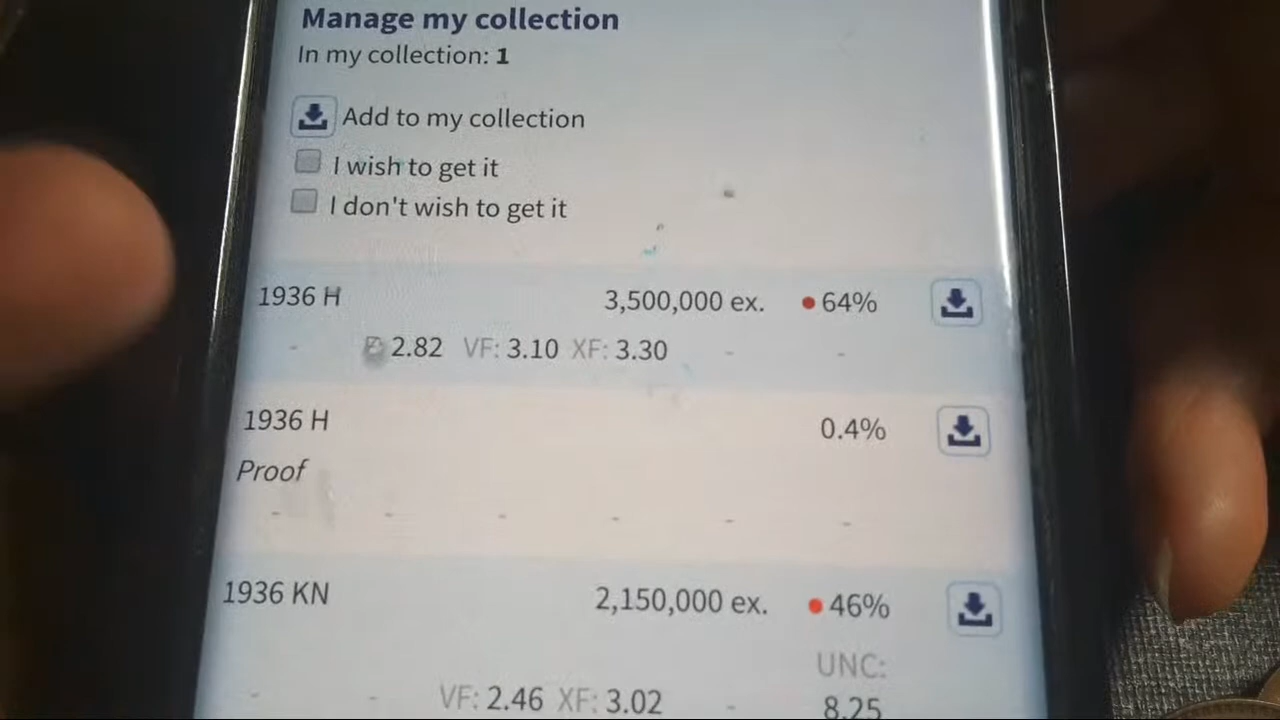 Manage my collection
In my collection: 1
Add to my collection
I wish to get it
I don't wish to get it
1936 H 3,500,000 ex. 64%
- 2.82 VF: 3.10 XF: 3.30 - -
1936 H 0.4%
Proof
- - - - - -
1936 KN 2,150,000 ex. 46%
UNC:
- - VF: 2.46 XF: 3.02 - 8.25